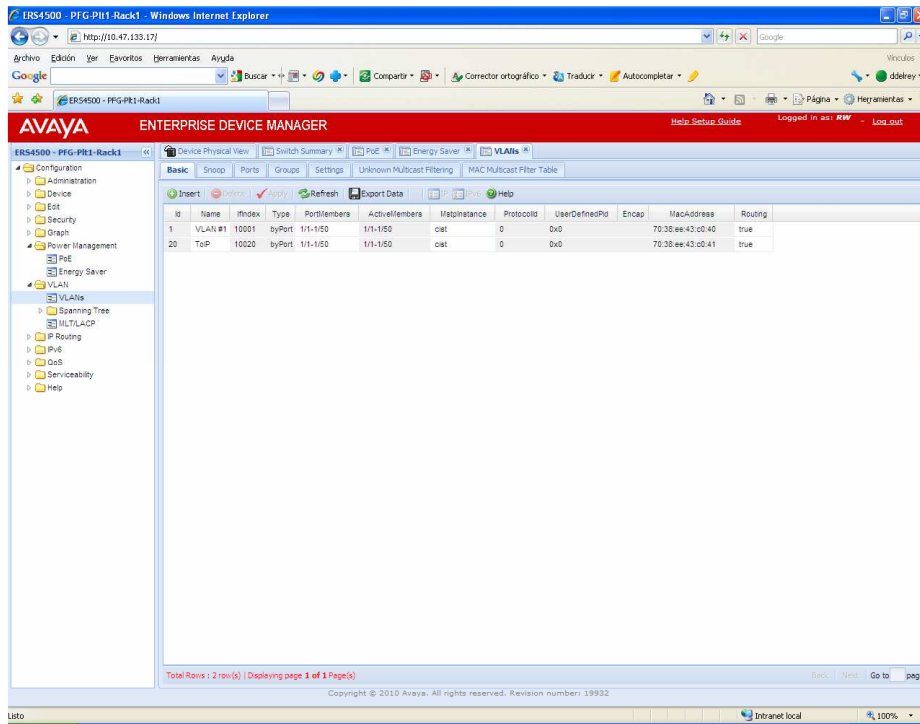 ERS4500 - PFG-Plt1-Rack1 - Windows Internet Explorer
http://10.47.133.17/
Google
Archivo Edición Ver Favoritos Herramientas Ayuda
Vínculos
Google
Buscar
Compartir
Corrector ortográfico
Traducir
Autocompletar
ddelrey
ERS4500 - PFG-Plt1-Rack1
Página
Herramientas
AVAYA
ENTERPRISE DEVICE MANAGER
Help Setup Guide
Logged in as: RW
Log out
ERS4500 - PFG-Plt1-Rack1
Device Physical View
Switch Summary
PoE
Energy Saver
VLANs
Configuration
Administration
Device
Edit
Security
Graph
Power Management
PoE
Energy Saver
VLAN
VLANs
Spanning Tree
MLT/LACP
IP Routing
IPv6
QoS
Serviceability
Help
Basic Snoop Ports Groups Settings Unknown Multicast Filtering MAC Multicast Filter Table
Insert Delete Apply Refresh Export Data IP IPv6 Help
Id Name IfIndex Type PortMembers ActiveMembers MstpInstance ProtocolId UserDefinedPid Encap MacAddress Routing
1 VLAN #1 10001 byPort 1/1-1/50 1/1-1/50 cist 0 0x0 70:38:ee:43:c0:40 true
20 ToIP 10020 byPort 1/1-1/50 1/1-1/50 cist 0 0x0 70:38:ee:43:c0:41 true
Total Rows : 2 row(s) | Displaying page 1 of 1 Page(s)
Back Next Go to pag
Copyright © 2010 Avaya. All rights reserved. Revision number: 19932
Listo
Intranet local
100%